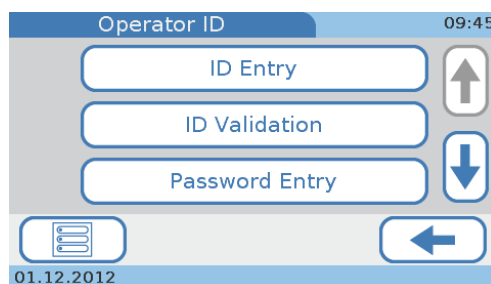 Operator ID 09:45
ID Entry
ID Validation
Password Entry
01.12.2012